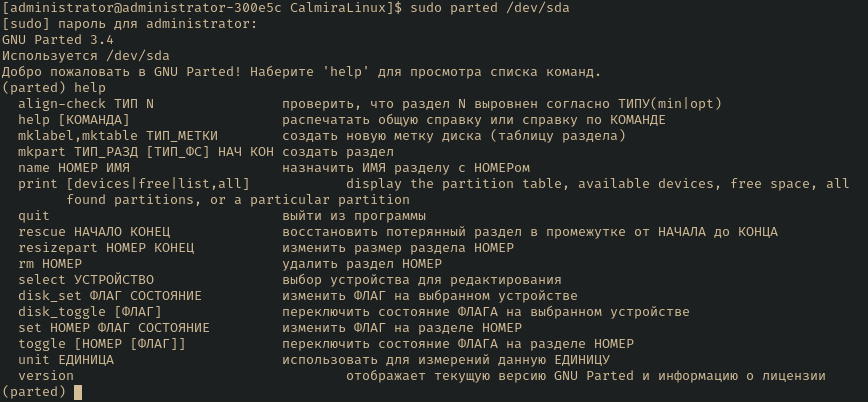 [administrator@administrator-300e5c CalmiraLinux]$ sudo parted /dev/sda
[sudo] пароль для administrator:
GNU Parted 3.4
Используется /dev/sda
Добро пожаловать в GNU Parted! Наберите 'help' для просмотра списка команд.
(parted) help
  align-check ТИП N                проверить, что раздел N выровнен согласно ТИПУ(min|opt)
  help [КОМАНДА]                   распечатать общую справку или справку по КОМАНДЕ
  mklabel,mktable ТИП_МЕТКИ        создать новую метку диска (таблицу раздела)
  mkpart ТИП_РАЗД [ТИП_ФС] НАЧ КОН создать раздел
  name НОМЕР ИМЯ                   назначить ИМЯ разделу с НОМЕРом
  print [devices|free|list,all]            display the partition table, available devices, free space, all
        found partitions, or a particular partition
  quit                             выйти из программы
  rescue НАЧАЛО КОНЕЦ              восстановить потерянный раздел в промежутке от НАЧАЛА до КОНЦА
  resizepart НОМЕР КОНЕЦ           изменить размер раздела НОМЕР
  rm НОМЕР                         удалить раздел НОМЕР
  select УСТРОЙСТВО                выбор устройства для редактирования
  disk_set ФЛАГ СОСТОЯНИЕ          изменить ФЛАГ на выбранном устройстве
  disk_toggle [ФЛАГ]               переключить состояние ФЛАГА на выбранном устройстве
  set НОМЕР ФЛАГ СОСТОЯНИЕ         изменить ФЛАГ на разделе НОМЕР
  toggle [НОМЕР [ФЛАГ]]            переключить состояние ФЛАГА на разделе НОМЕР
  unit ЕДИНИЦА                     использовать для измерений данную ЕДИНИЦУ
  version                                  отображает текущую версию GNU Parted и информацию о лицензии
(parted)